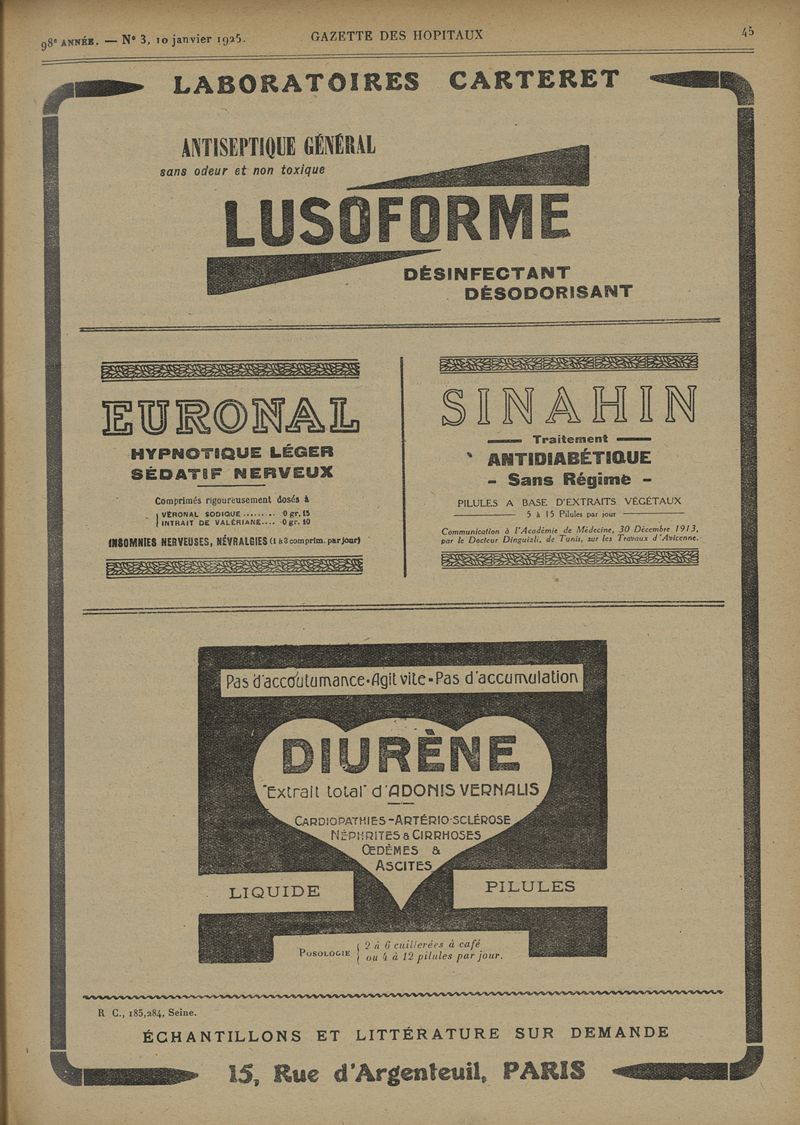 98e ANNÉE. — N° 3, 10 janvier 1925.
GAZETTE DES HOPITAUX
45
LABORATOIRES CARTERET
ANTISEPTIQUE GÉNÉRAL
sans odeur et non toxique
LUSOFORME
DÉSINFECTANT
DÉSODORISANT
EURONAL
HYPNOTIQUE LÉGER
SÉDATIF NERVEUX
Comprimés rigoureusement dosés à
VÉRONAL SODIQUE ......... 0 gr. 15
INTRAIT DE VALÉRIANE.... 0 gr. 10
INSOMNIES NERVEUSES, NÉVRALGIES (1 à 3 comprim. par jour)
SINAHIN
Traitement
ANTIDIABÉTIQUE
- Sans Régime -
PILULES A BASE D'EXTRAITS VÉGÉTAUX
5 à 15 Pilules par jour
Communication à l'Académie de Médecine, 30 Décembre 1913,
par le Docteur Dinguizli, de Tunis, sur les Travaux d'Avicenne.
Pas d'accoutumance-Agit vite-Pas d'accumulation
DIURÈNE
"Extrait total" d'ADONIS VERNALIS
CARDIOPATHIES-ARTÉRIO-SCLÉROSE
NÉPHRITES & CIRRHOSES
ŒDÈMES &
ASCITES
LIQUIDE
PILULES
POSOLOGIE
2 à 6 cuillerées à café
ou 4 à 12 pilules par jour.
R C., 185,284, Seine.
ÉCHANTILLONS ET LITTÉRATURE SUR DEMANDE
15, Rue d'Argenteuil, PARIS